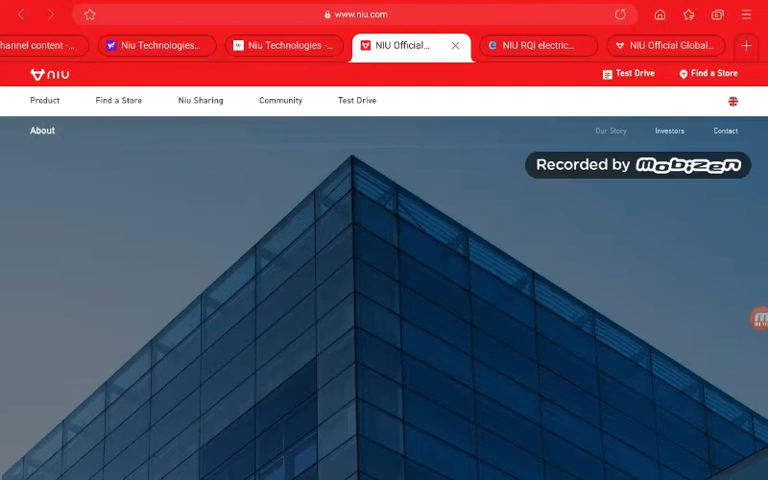 www.niu.com
hannel content -...
Niu Technologies...
Niu Technologies -...
NIU Official...
NIU RQi electric...
NIU Official Global...
NIU
Test Drive
Find a Store
Product
Find a Store
Niu Sharing
Community
Test Drive
About
Our Story
Investors
Contact
Recorded by mobizen